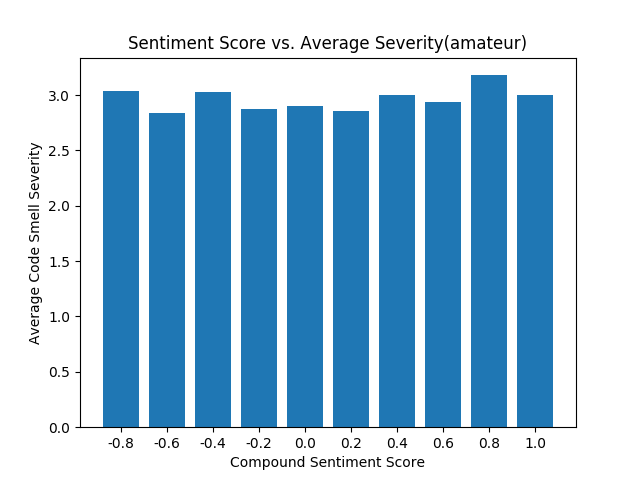 Sentiment Score vs. Average Severity(amateur)
Average Code Smell Severity
3.0
2.5
2.0
1.5
1.0
0.5
0.0
-0.8 -0.6 -0.4 -0.2 0.0 0.2 0.4 0.6 0.8 1.0
Compound Sentiment Score